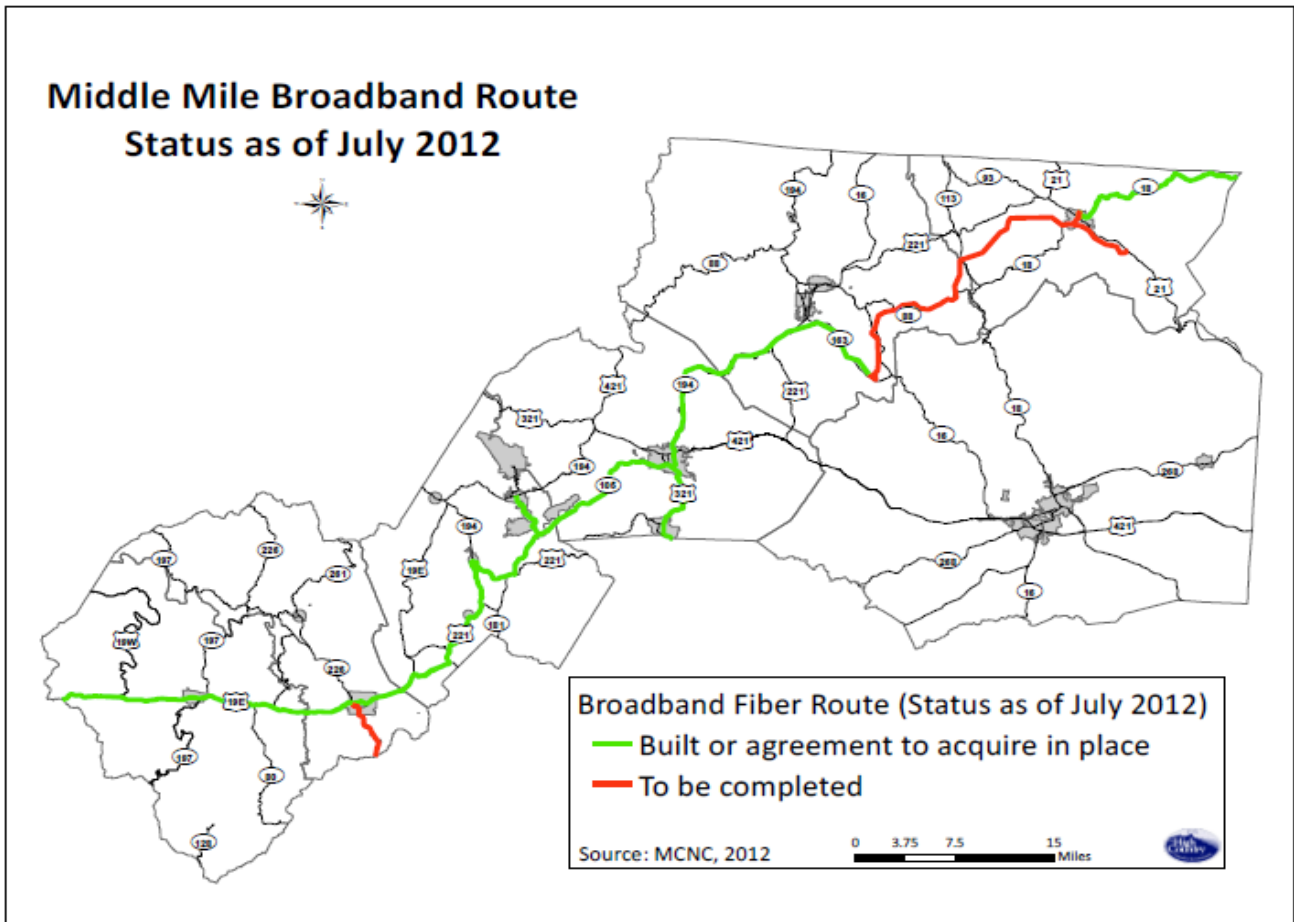 Middle Mile Broadband Route
Status as of July 2012
194
16
93
21
18
113
221
88
18
21
88
163
421
194
221
18
321
16
421
194
268
105
321
194
421
226
221
197
19E
261
268
16
181
221
19W
197
226
19E
197
80
128
Broadband Fiber Route (Status as of July 2012)
Built or agreement to acquire in place
To be completed
Source: MCNC, 2012
0 3.75 7.5 15
Miles
High
Country